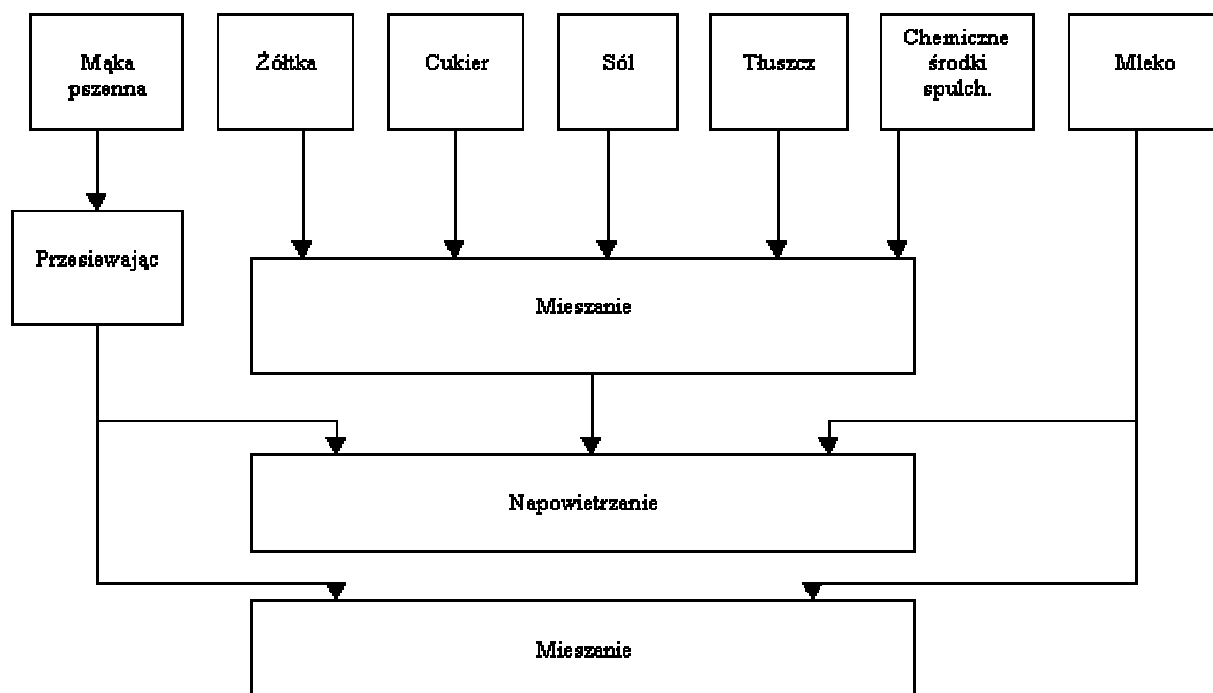 Mąka
pszenna
Żółtka
Cukier
Sól
Tłuszcz
Chemiczne
środki
spulch.
Mleko
Przesiewając
Mieszanie
Napowietrzanie
Mieszanie